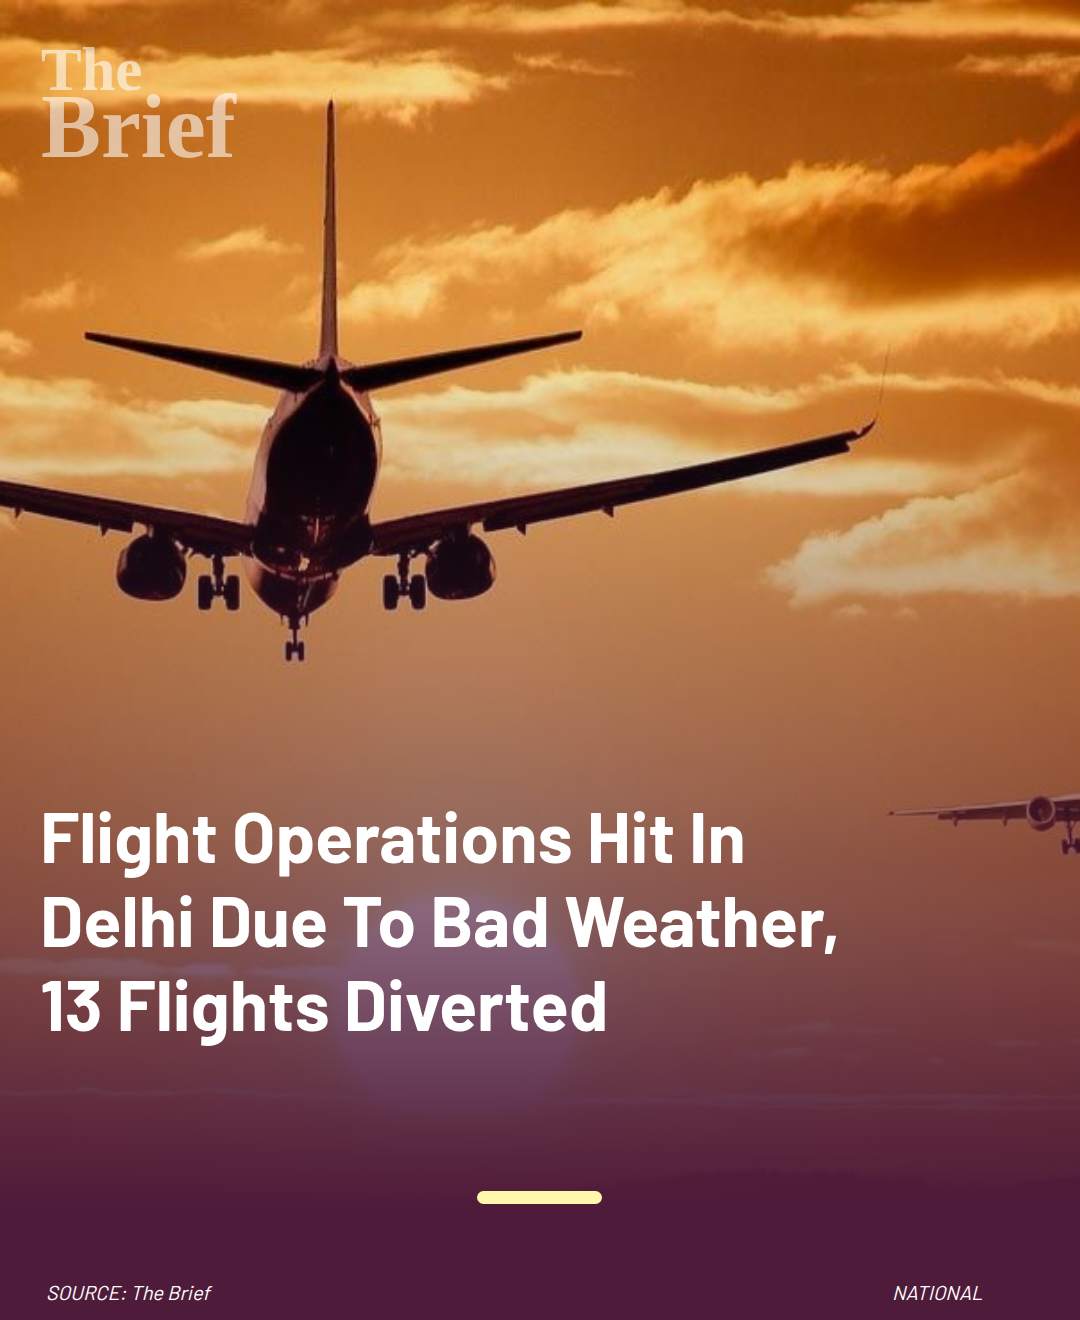 The
Brief
Flight Operations Hit In
Delhi Due To Bad Weather,
13 Flights Diverted
SOURCE: The Brief
NATIONAL